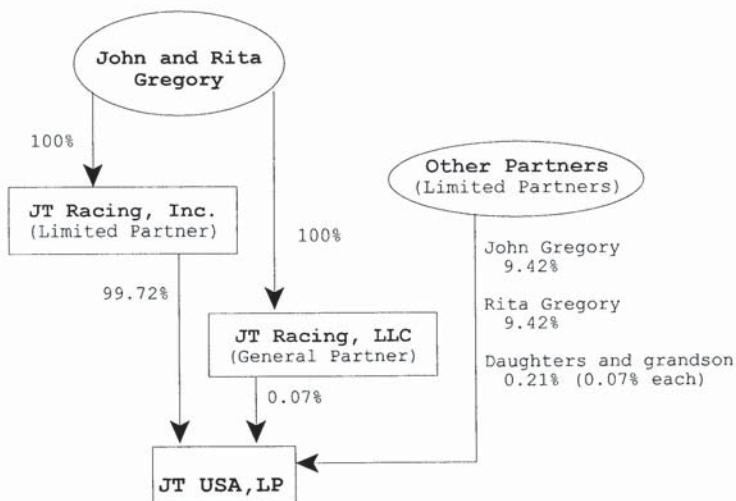 John and Rita
Gregory
100%
JT Racing, Inc.
(Limited Partner)
99.72%
100%
JT Racing, LLC
(General Partner)
0.07%
Other Partners
(Limited Partners)
John Gregory
9.42%
Rita Gregory
9.42%
Daughters and grandson
0.21% (0.07% each)
JT USA,LP